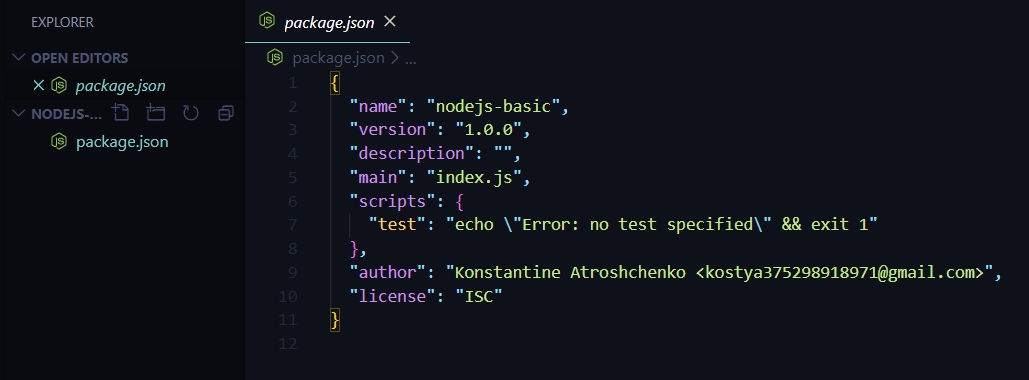 EXPLORER
OPEN EDITORS
package.json
NODEJS-...
package.json
package.json
package.json > ...
1 {
2 "name": "nodejs-basic",
3 "version": "1.0.0",
4 "description": "",
5 "main": "index.js",
6 "scripts": {
7 "test": "echo \"Error: no test specified\" && exit 1"
8 },
9 "author": "Konstantine Atroshchenko <kostya375298918971@gmail.com>",
10 "license": "ISC"
11 }
12